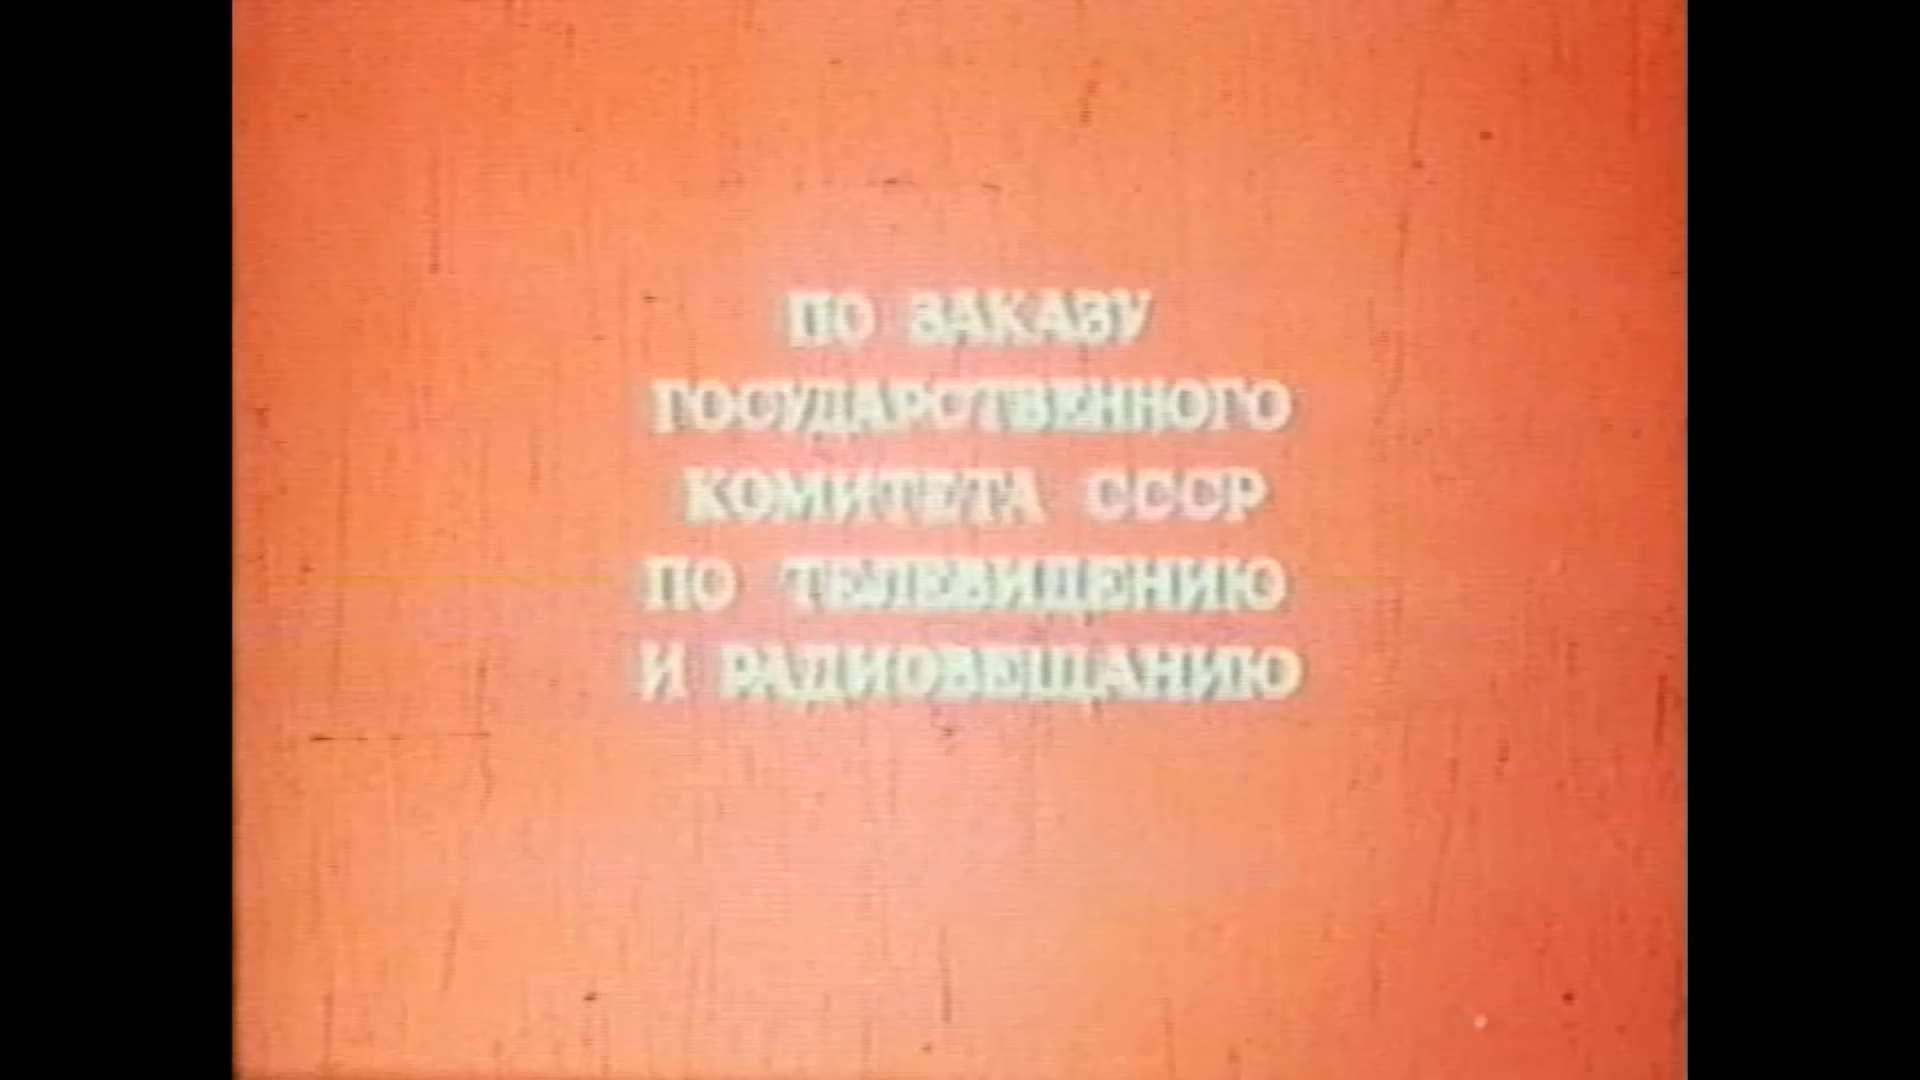 ПО ЗАКАЗУ
ГОСУДАРСТВЕННОГО
КОМИТЕТА СССР
ПО ТЕЛЕВИДЕНИЮ
И РАДИОВЕЩАНИЮ